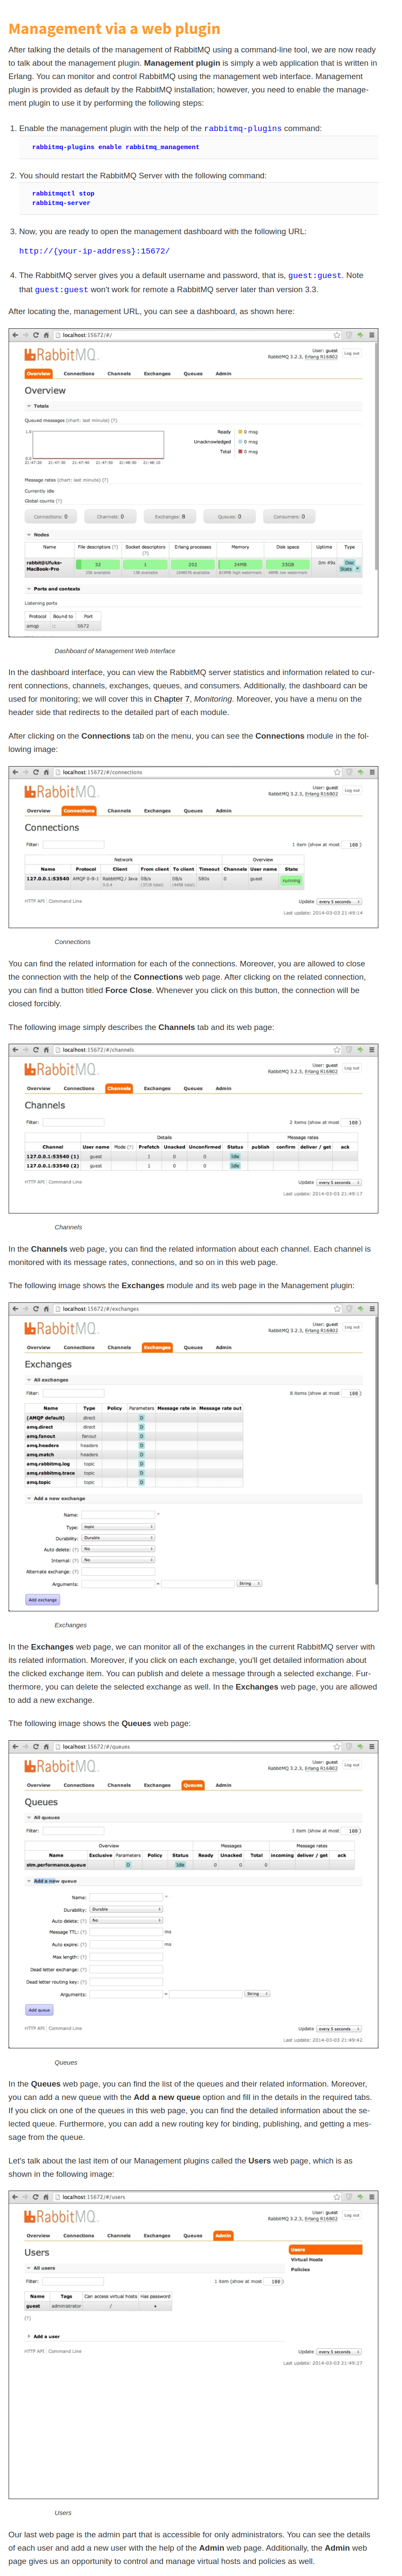 Management via a web plugin
After talking the details of the management of RabbitMQ using a command-line tool, we are now ready
to talk about the management plugin. Management plugin is simply a web application that is written in
Erlang. You can monitor and control RabbitMQ using the management web interface. Management
plugin is provided as default by the RabbitMQ installation; however, you need to enable the manage-
ment plugin to use it by performing the following steps:
1. Enable the management plugin with the help of the rabbitmq-plugins command:
rabbitmq-plugins enable rabbitmq_management
2. You should restart the RabbitMQ Server with the following command:
rabbitmqctl stop
rabbitmq-server
3. Now, you are ready to open the management dashboard with the following URL:
http://{your-ip-address}:15672/
4. The RabbitMQ server gives you a default username and password, that is, guest:guest. Note
that guest:guest won't work for remote a RabbitMQ server later than version 3.3.
After locating the, management URL, you can see a dashboard, as shown here:
localhost:15672/#/
RabbitMQ
User: guest
RabbitMQ 3.2.3, Erlang R16B02
Log out
Overview Connections Channels Exchanges Queues Admin
Overview
Totals
Queued messages (chart: last minute) (?)
1.0
0.0
21:47:20 21:47:30 21:47:40 21:47:50 21:48:00 21:48:10
Ready 0 msg
Unacknowledged 0 msg
Total 0 msg
Message rates (chart: last minute) (?)
Currently idle
Global counts (?)
Connections: 0 Channels: 0 Exchanges: 8 Queues: 0 Consumers: 0
Nodes
Name File descriptors (?) Socket descriptors (?) Erlang processes Memory Disk space Uptime Type
rabbit@Ufuks-MacBook-Pro 32 1 202 24MB 33GB 0m 49s Disc Stats *
Ports and contexts
Listening ports
Protocol Bound to Port
amqp :: 5672
Dashboard of Management Web Interface
In the dashboard interface, you can view the RabbitMQ server statistics and information related to cur-
rent connections, channels, exchanges, queues, and consumers. Additionally, the dashboard can be
used for monitoring; we will cover this in Chapter 7, Monitoring. Moreover, you have a menu on the
header side that redirects to the detailed part of each module.
After clicking on the Connections tab on the menu, you can see the Connections module in the fol-
lowing image:
localhost:15672/#/connections
RabbitMQ
User: guest
RabbitMQ 3.2.3, Erlang R16B02
Log out
Overview Connections Channels Exchanges Queues Admin
Connections
Filter: 1 item (show at most 100 )
Network Overview
Name Protocol Client From client To client Timeout Channels User name State
127.0.0.1:53540 AMQP 0-9-1 RabbitMQ / Java 0B/s 0B/s 580s 0 guest running
HTTP API Command Line
Update every 5 seconds
Last update: 2014-03-03 21:49:14
Connections
You can find the related information for each of the connections. Moreover, you are allowed to close
the connection with the help of the Connections web page. After clicking on the related connection,
you can find a button titled Force Close. Whenever you click on this button, the connection will be
closed forcibly.
The following image simply describes the Channels tab and its web page:
localhost:15672/#/channels
RabbitMQ
User: guest
RabbitMQ 3.2.3, Erlang R16B02
Log out
Overview Connections Channels Exchanges Queues Admin
Channels
Filter: 2 items (show at most 100 )
Details Message rates
Channel User name Mode (?) Prefetch Unacked Unconfirmed Status publish confirm deliver / get ack
127.0.0.1:53540 (1) guest 1 0 0 Idle
127.0.0.1:53540 (2) guest 1 0 0 Idle
HTTP API Command Line
Update every 5 seconds
Last update: 2014-03-03 21:49:17
Channels
In the Channels web page, you can find the related information about each channel. Each channel is
monitored with its message rates, connections, and so on in this web page.
The following image shows the Exchanges module and its web page in the Management plugin:
localhost:15672/#/exchanges
RabbitMQ
User: guest
RabbitMQ 3.2.3, Erlang R16B02
Log out
Overview Connections Channels Exchanges Queues Admin
Exchanges
All exchanges
Filter: 8 items (show at most 100 )
Name Type Policy Parameters Message rate in Message rate out
(AMQP default) direct D
amq.direct direct D
amq.fanout fanout D
amq.headers headers D
amq.match headers D
amq.rabbitmq.log topic D
amq.rabbitmq.trace topic D
amq.topic topic D
Add a new exchange
Name: *
Type: topic
Durability: Durable
Auto delete: (?) No
Internal: (?) No
Alternate exchange: (?)
Arguments: = String
Add exchange
Exchanges
In the Exchanges web page, we can monitor all of the exchanges in the current RabbitMQ server with
its related information. Moreover, if you click on each exchange, you'll get detailed information about
the clicked exchange item. You can publish and delete a message through a selected exchange. Fur-
thermore, you can delete the selected exchange as well. In the Exchanges web page, you are allowed
to add a new exchange.
The following image shows the Queues web page:
localhost:15672/#/queues
RabbitMQ
User: guest
RabbitMQ 3.2.3, Erlang R16B02
Log out
Overview Connections Channels Exchanges Queues Admin
Queues
All queues
Filter: 1 item (show at most 100 )
Overview Messages Message rates
Name Exclusive Parameters Policy Status Ready Unacked Total incoming deliver / get ack
stm.performance.queue D Idle 0 0 0
Add a new queue
Name: *
Durability: Durable
Auto delete: (?) No
Message TTL: (?) ms
Auto expire: (?) ms
Max length: (?)
Dead letter exchange: (?)
Dead letter routing key: (?)
Arguments: = String
Add queue
HTTP API Command Line
Update every 5 seconds
Last update: 2014-03-03 21:49:42
Queues
In the Queues web page, you can find the list of the queues and their related information. Moreover,
you can add a new queue with the Add a new queue option and fill in the details in the required tabs.
If you click on one of the queues in this web page, you can find the detailed information about the se-
lected queue. Furthermore, you can add a new routing key for binding, publishing, and getting a mes-
sage from the queue.
Let's talk about the last item of our Management plugins called the Users web page, which is as
shown in the following image:
localhost:15672/#/users
RabbitMQ
User: guest
RabbitMQ 3.2.3, Erlang R16B02
Log out
Overview Connections Channels Exchanges Queues Admin
Users
All users
Filter: 1 item (show at most 100 )
Name Tags Can access virtual hosts Has password
guest administrator / •
(?)
Add a user
Users
Virtual Hosts
Policies
HTTP API Command Line
Update every 5 seconds
Last update: 2014-03-03 21:49:27
Users
Our last web page is the admin part that is accessible for only administrators. You can see the details
of each user and add a new user with the help of the Admin web page. Additionally, the Admin web
page gives us an opportunity to control and manage virtual hosts and policies as well.